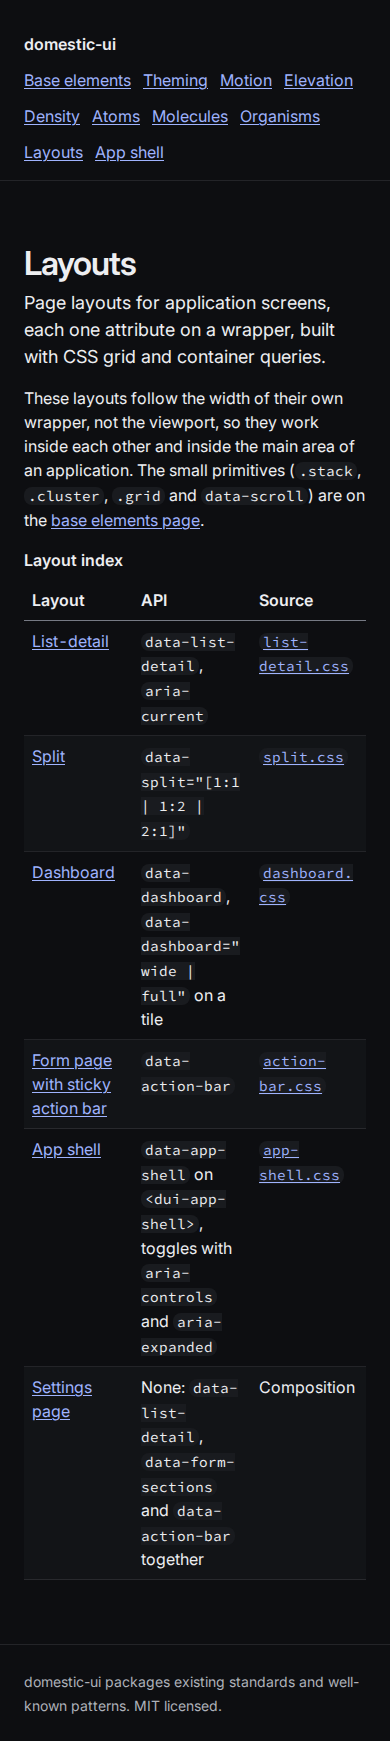 domestic-ui
Base elements Theming Motion Elevation
Density Atoms Molecules Organisms
Layouts App shell
Layouts
Page layouts for application screens,
each one attribute on a wrapper, built
with CSS grid and container queries.
These layouts follow the width of their own
wrapper, not the viewport, so they work
inside each other and inside the main area of
an application. The small primitives (.stack,
.cluster, .grid and data-scroll) are on
the base elements page.
Layout index
Layout API Source
List-detail data-list- list-
detail, detail.css
aria-
current
Split data- split.css
split="[1:1
| 1:2 |
2:1]"
Dashboard data- dashboard.
dashboard, css
data-
dashboard="
wide |
full" on a
tile
Form page data- action-
with sticky action-bar bar.css
action bar
App shell data-app- app-
shell on shell.css
<dui-app-
shell>,
toggles with
aria-
controls
and aria-
expanded
Settings None: data- Composition
page list-
detail,
data-form-
sections
and data-
action-bar
together
domestic-ui packages existing standards and well-
known patterns. MIT licensed.